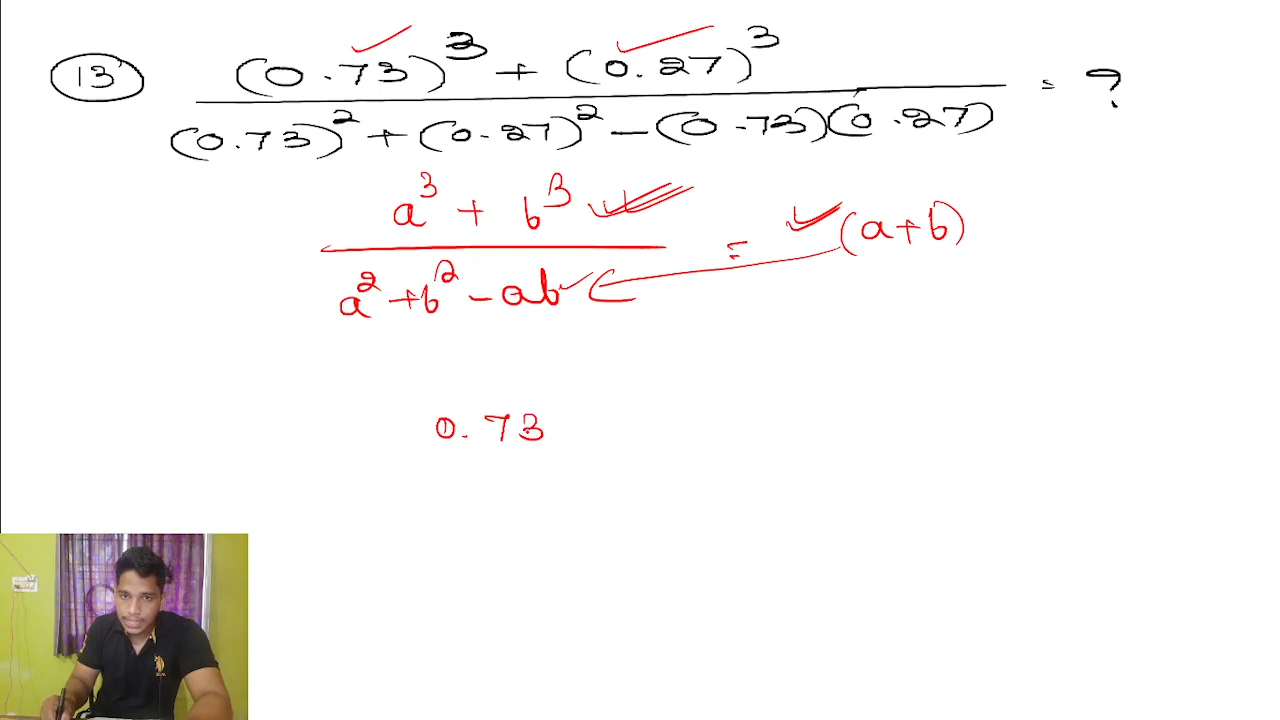 13
(0.73)³ + (0.27)³
(0.73)² + (0.27)² - (0.73)(0.27) = ?
a³ + b³
a² + b² - ab = (a+b)
0.73